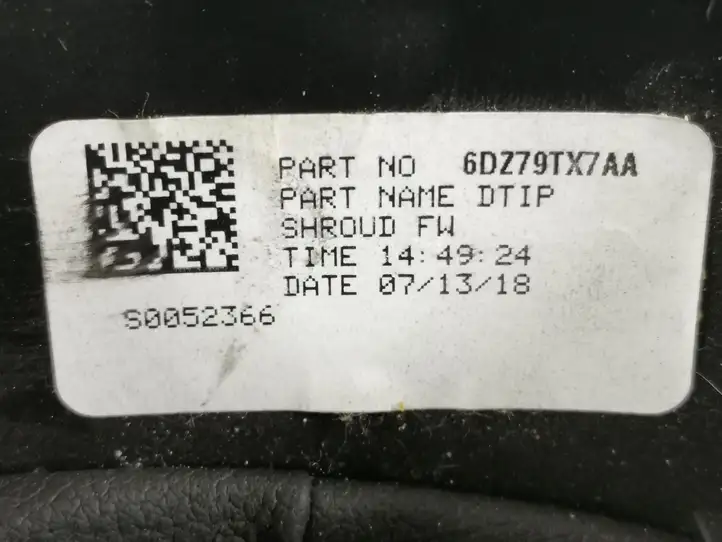 PART NO 6DZ79TX7AA
PART NAME DTIP
SHROUD FW
TIME 14:49:24
DATE 07/13/18
S0052366